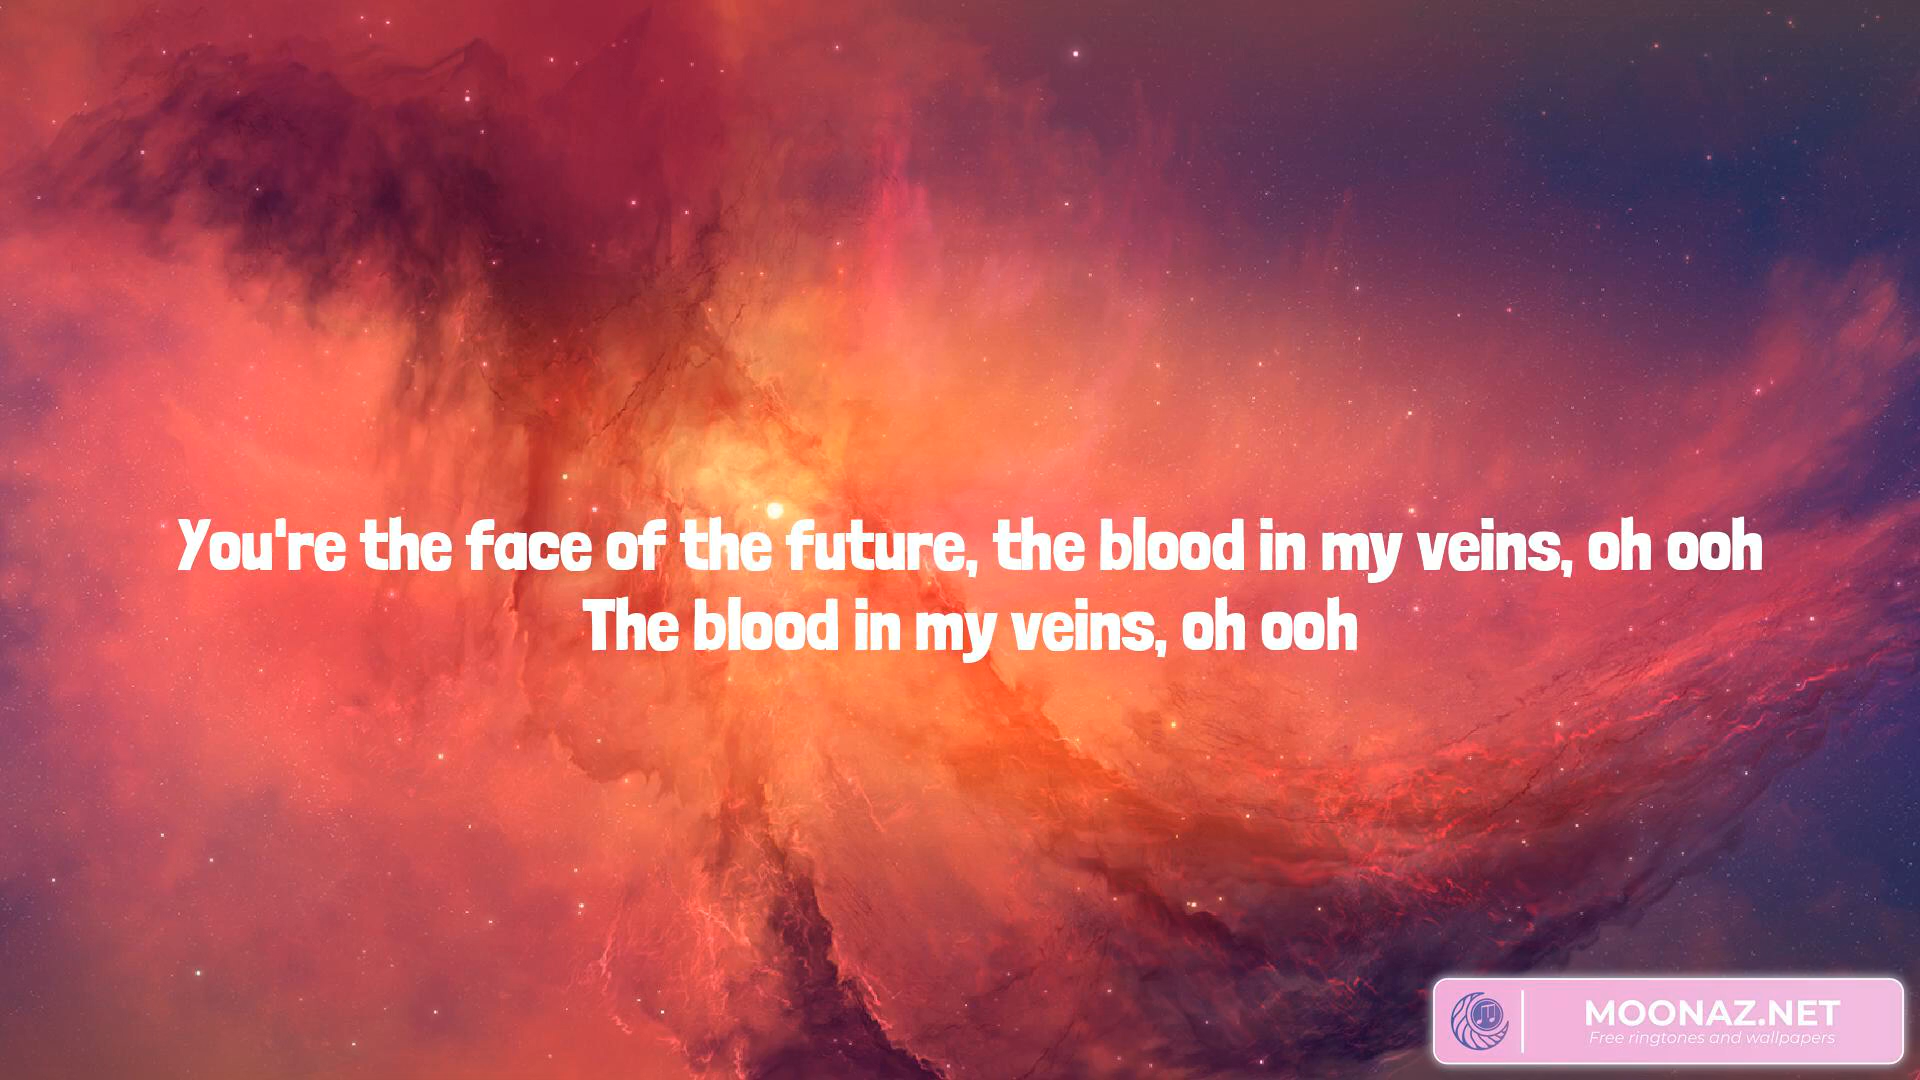 You're the face of the future, the blood in my veins, oh ooh
The blood in my veins, oh ooh
MOONAZ.NET
Free ringtones and wallpapers